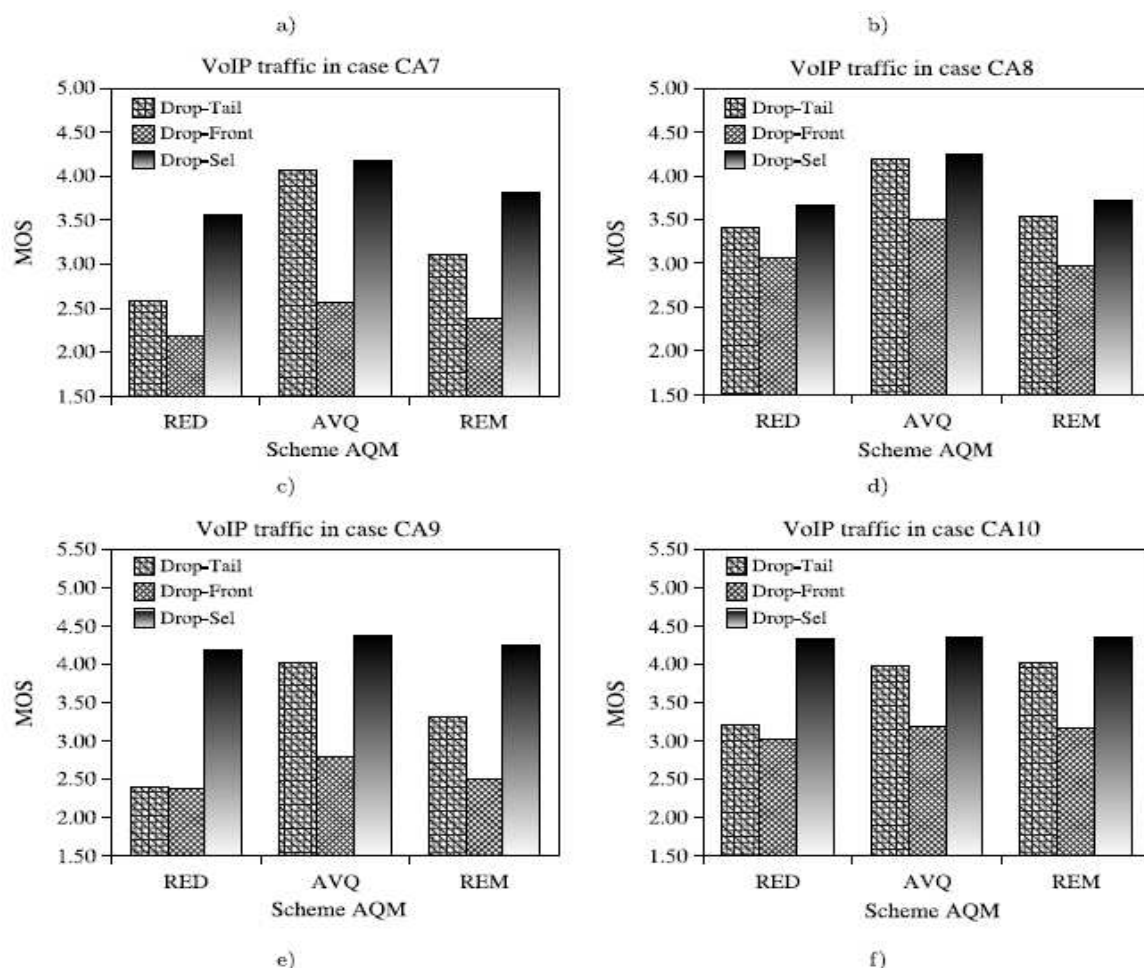 a)
b)
VoIP traffic in case CA7
5.00
4.50
4.00
3.50
3.00
2.50
2.00
1.50
MOS
Drop-Tail
Drop-Front
Drop-Sel
RED AVQ REM
Scheme AQM
c)
VoIP traffic in case CA8
5.00
4.50
4.00
3.50
3.00
2.50
2.00
1.50
MOS
Drop-Tail
Drop-Front
Drop-Sel
RED AVQ REM
Scheme AQM
d)
VoIP traffic in case CA9
5.50
5.00
4.50
4.00
3.50
3.00
2.50
2.00
1.50
MOS
Drop-Tail
Drop-Front
Drop-Sel
RED AVQ REM
Scheme AQM
e)
VoIP traffic in case CA10
5.50
5.00
4.50
4.00
3.50
3.00
2.50
2.00
1.50
MOS
Drop-Tail
Drop-Front
Drop-Sel
RED AVQ REM
Scheme AQM
f)